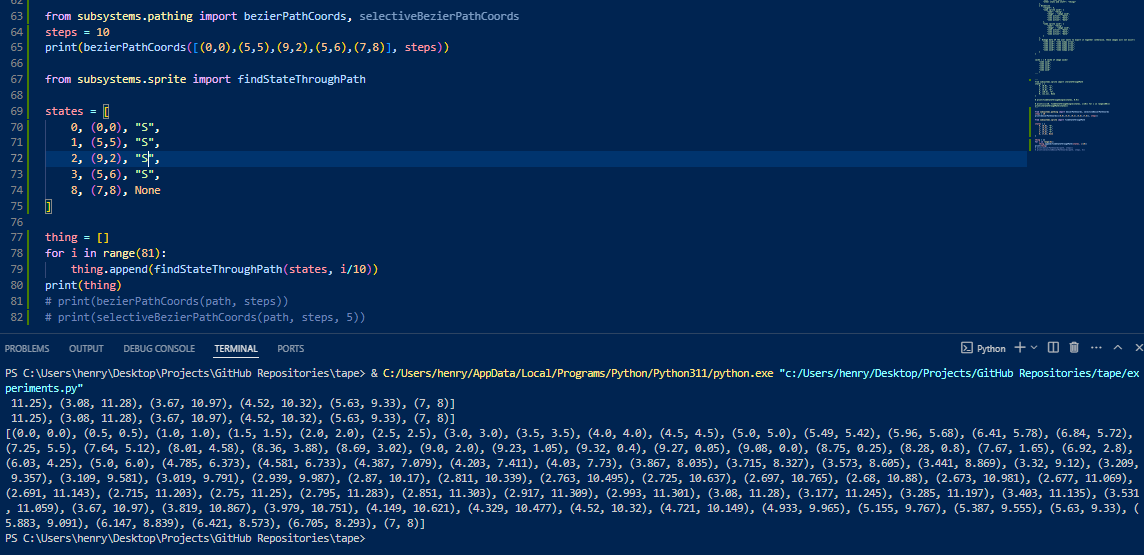 62
63 from subsystems.pathing import bezierPathCoords, selectiveBezierPathCoords
64 steps = 10
65 print(bezierPathCoords([(0,0),(5,5),(9,2),(5,6),(7,8)], steps))
66
67 from subsystems.sprite import findStateThroughPath
68
69 states = [
70 0, (0,0), "S",
71 1, (5,5), "S",
72 2, (9,2), "S",
73 3, (5,6), "S",
74 8, (7,8), None
75 ]
76
77 thing = []
78 for i in range(81):
79 thing.append(findStateThroughPath(states, i/10))
80 print(thing)
81 # print(bezierPathCoords(path, steps))
82 # print(selectiveBezierPathCoords(path, steps, 5))
PROBLEMS OUTPUT DEBUG CONSOLE TERMINAL PORTS Python
PS C:\Users\henry\Desktop\Projects\GitHub Repositories\tape> & C:/Users/henry/AppData/Local/Programs/Python/Python311/python.exe "c:/Users/henry/Desktop/Projects/GitHub Repositories/tape/ex
periments.py"
11.25), (3.08, 11.28), (3.67, 10.97), (4.52, 10.32), (5.63, 9.33), (7, 8)]
11.25), (3.08, 11.28), (3.67, 10.97), (4.52, 10.32), (5.63, 9.33), (7, 8)]
[(0.0, 0.0), (0.5, 0.5), (1.0, 1.0), (1.5, 1.5), (2.0, 2.0), (2.5, 2.5), (3.0, 3.0), (3.5, 3.5), (4.0, 4.0), (4.5, 4.5), (5.0, 5.0), (5.49, 5.42), (5.96, 5.68), (6.41, 5.78), (6.84, 5.72),
(7.25, 5.5), (7.64, 5.12), (8.01, 4.58), (8.36, 3.88), (8.69, 3.02), (9.0, 2.0), (9.23, 1.05), (9.32, 0.4), (9.27, 0.05), (9.08, 0.0), (8.75, 0.25), (8.28, 0.8), (7.67, 1.65), (6.92, 2.8),
(6.03, 4.25), (5.0, 6.0), (4.785, 6.373), (4.581, 6.733), (4.387, 7.079), (4.203, 7.411), (4.03, 7.73), (3.867, 8.035), (3.715, 8.327), (3.573, 8.605), (3.441, 8.869), (3.32, 9.12), (3.209,
9.357), (3.109, 9.581), (3.019, 9.791), (2.939, 9.987), (2.87, 10.17), (2.811, 10.339), (2.763, 10.495), (2.725, 10.637), (2.697, 10.765), (2.68, 10.88), (2.673, 10.981), (2.677, 11.069),
(2.691, 11.143), (2.715, 11.203), (2.75, 11.25), (2.795, 11.283), (2.851, 11.303), (2.917, 11.309), (2.993, 11.301), (3.08, 11.28), (3.177, 11.245), (3.285, 11.197), (3.403, 11.135), (3.531
, 11.059), (3.67, 10.97), (3.819, 10.867), (3.979, 10.751), (4.149, 10.621), (4.329, 10.477), (4.52, 10.32), (4.721, 10.149), (4.933, 9.965), (5.155, 9.767), (5.387, 9.555), (5.63, 9.33), (
5.883, 9.091), (6.147, 8.839), (6.421, 8.573), (6.705, 8.293), (7, 8)]
PS C:\Users\henry\Desktop\Projects\GitHub Repositories\tape>